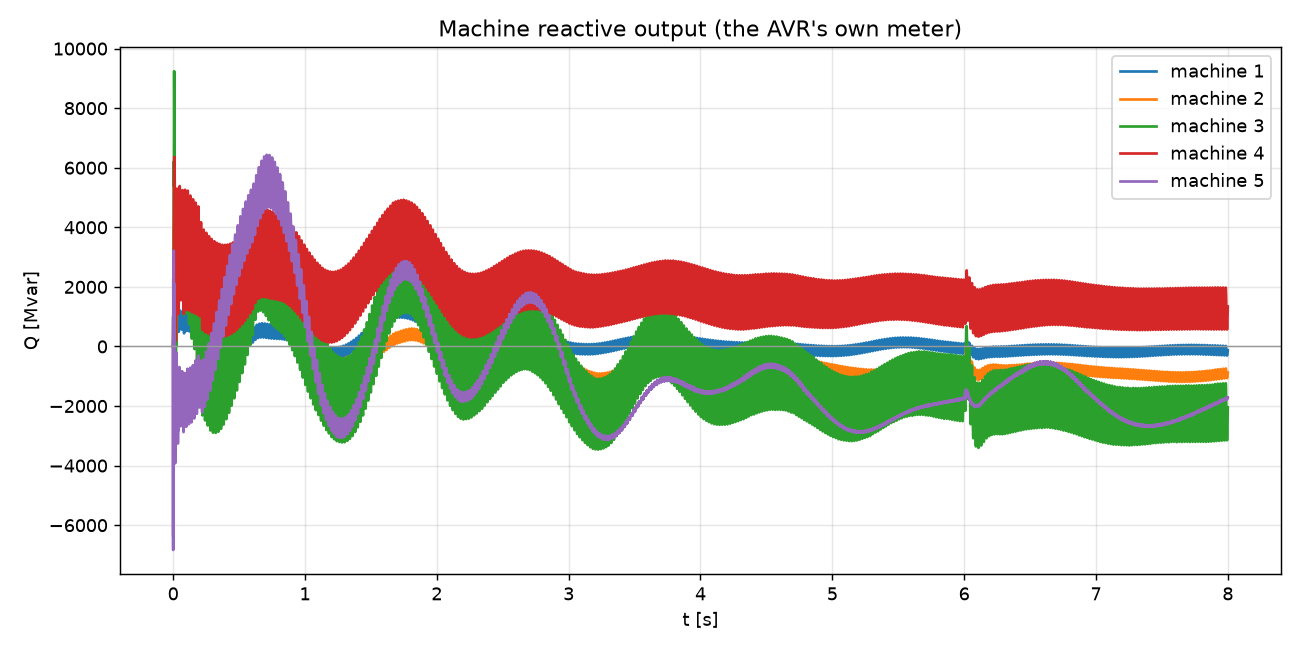 Machine reactive output (the AVR's own meter)
10000
8000
6000
4000
2000
0
−2000
−4000
−6000
Q [Mvar]
machine 1
machine 2
machine 3
machine 4
machine 5
0 1 2 3 4 5 6 7 8
t [s]